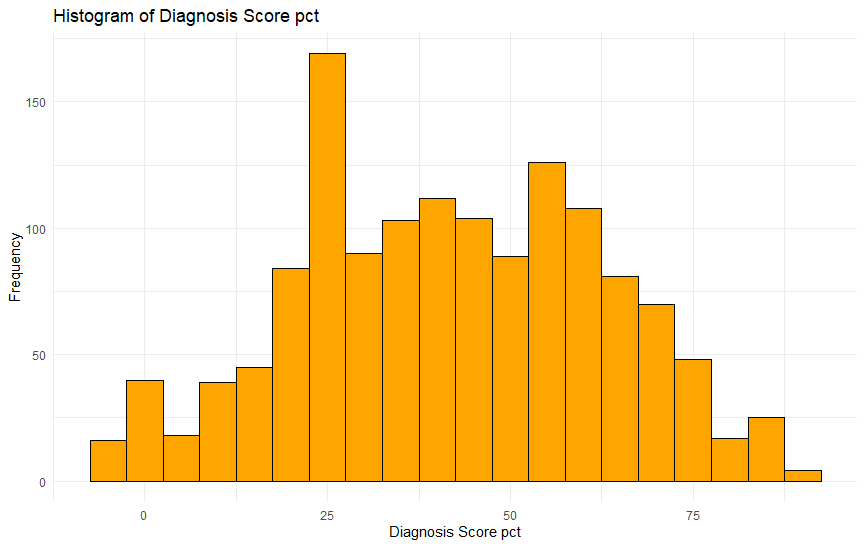 Histogram of Diagnosis Score pct
150
100
50
0
Frequency
0 25 50 75
Diagnosis Score pct